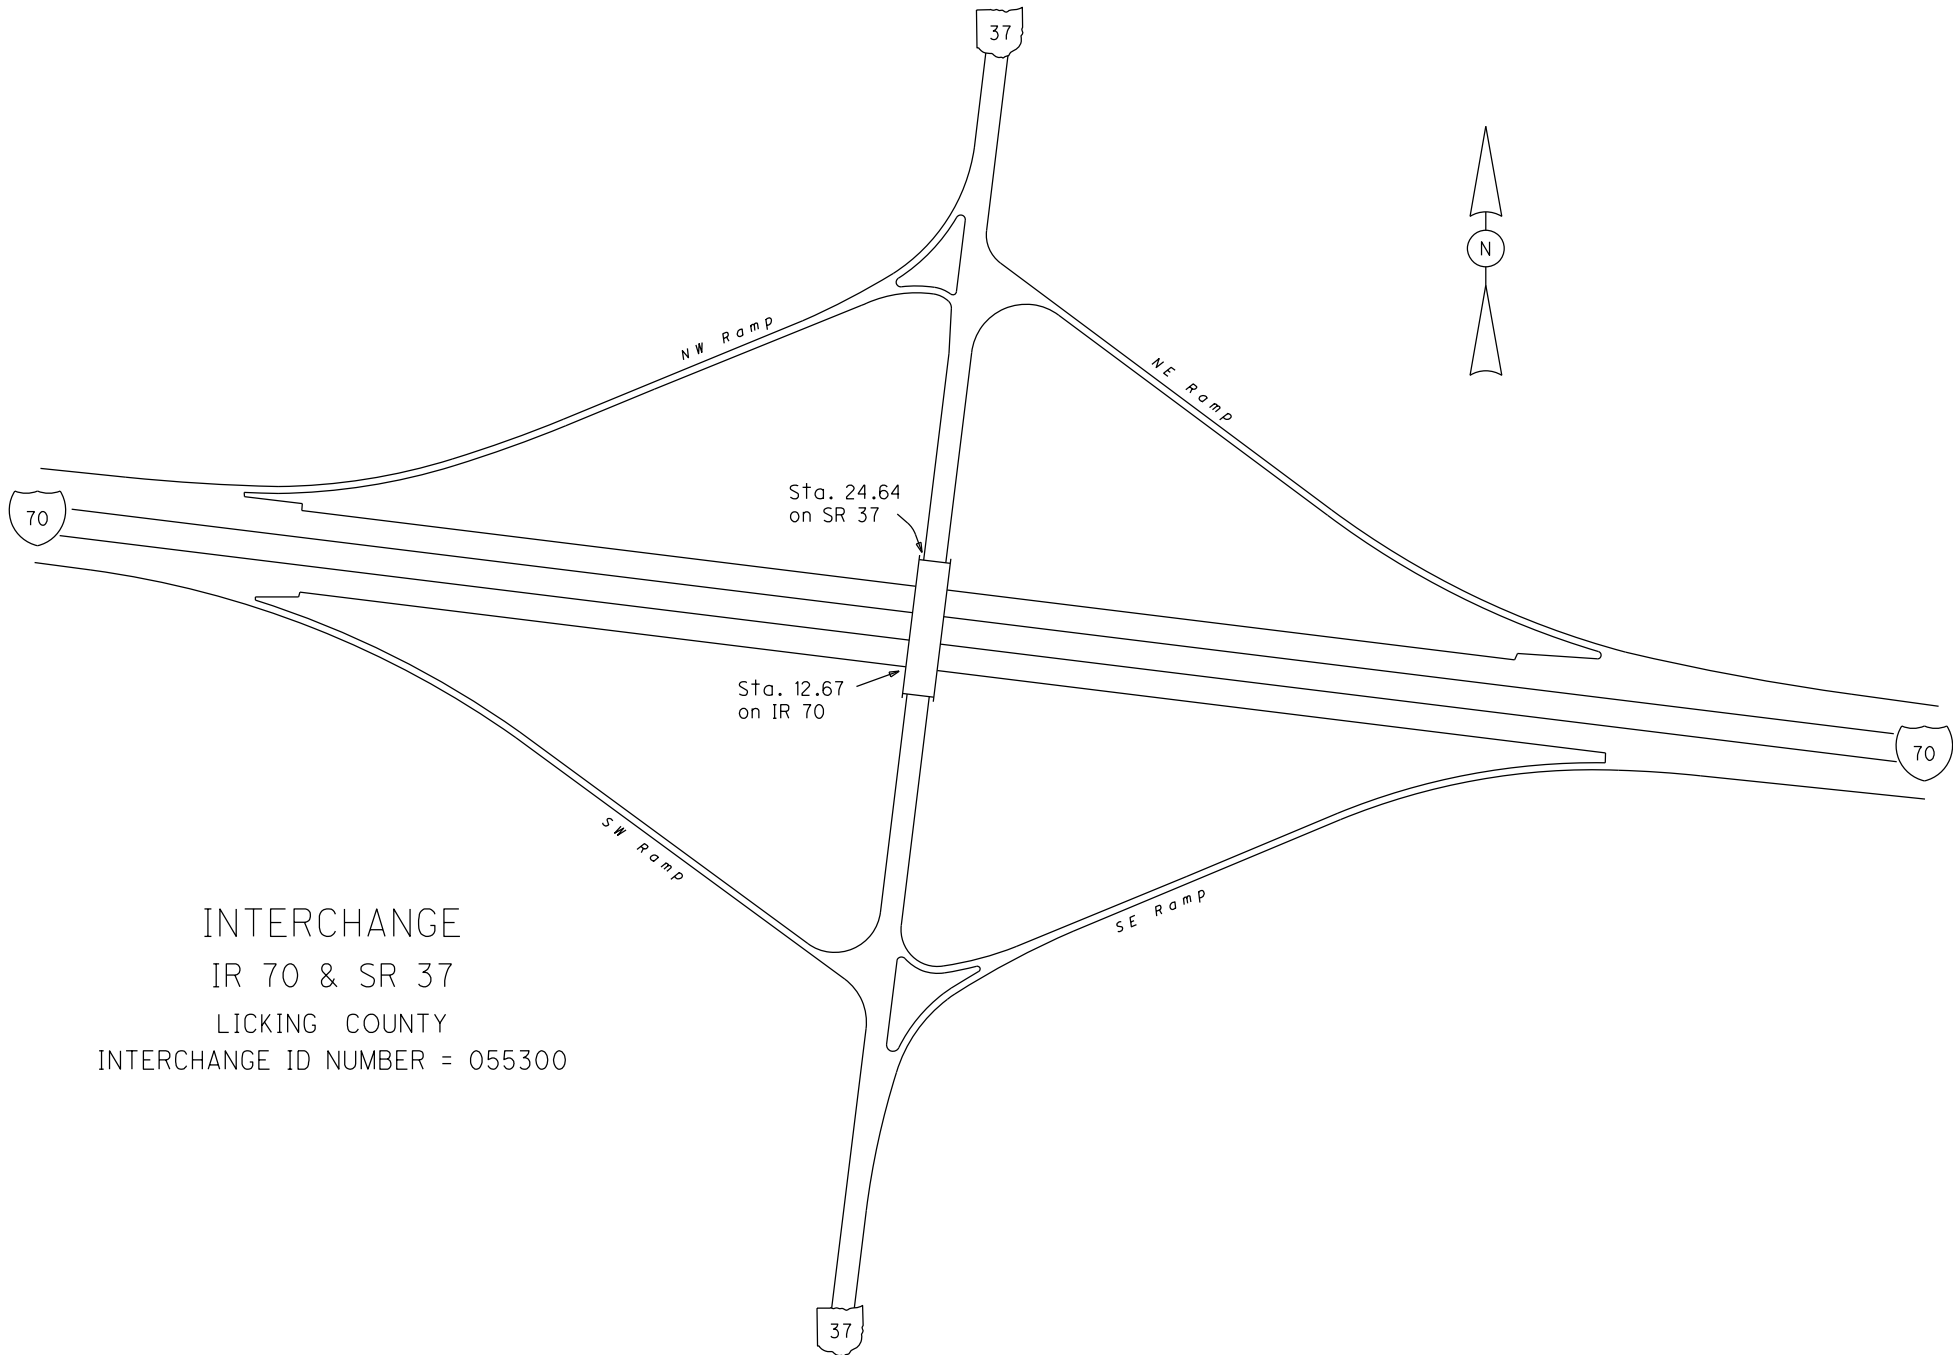 37
N
NW Ramp
NE Ramp
Sta. 24.64
on SR 37
70
Sta. 12.67
on IR 70
70
SW Ramp
SE Ramp
INTERCHANGE
IR 70 & SR 37
LICKING COUNTY
INTERCHANGE ID NUMBER = 055300
37